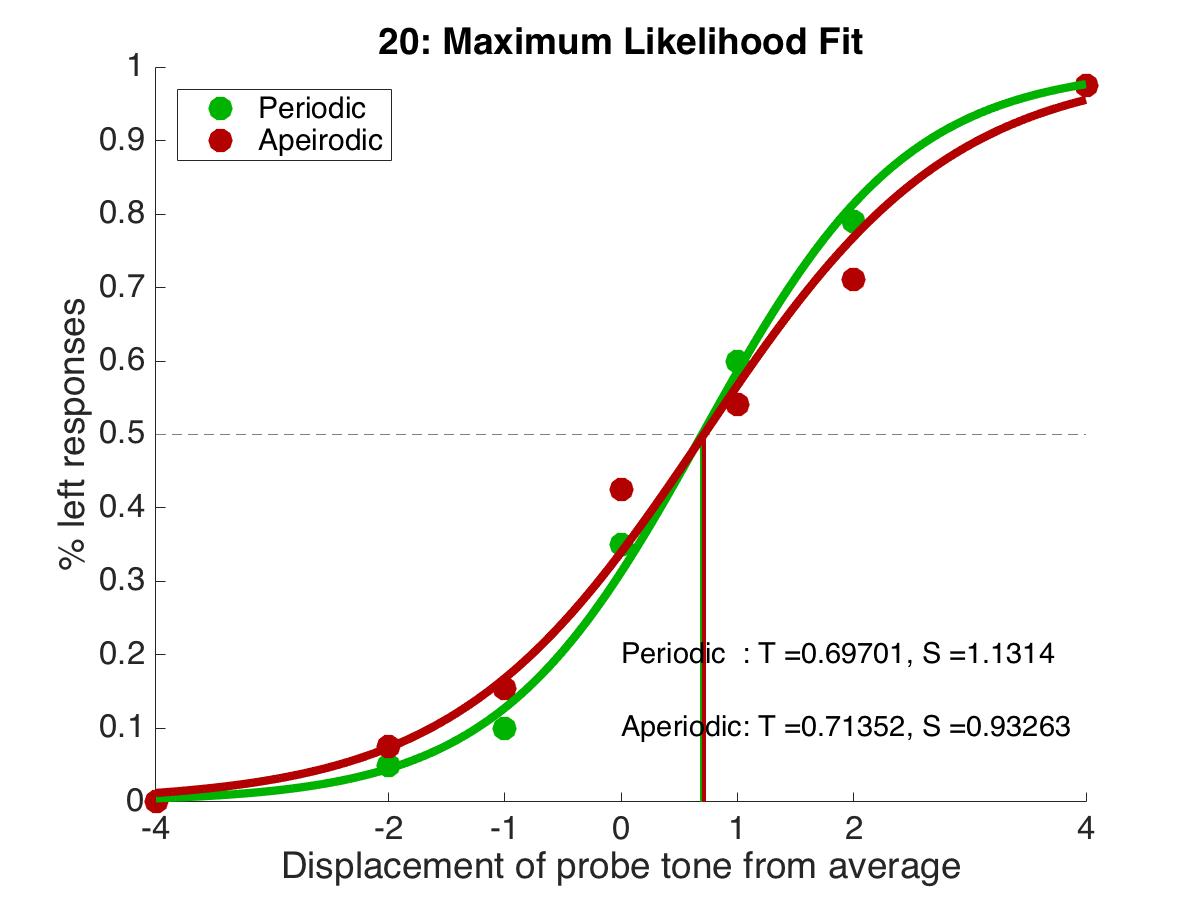 20: Maximum Likelihood Fit
1
Periodic
Apeirodic
0.9
0.8
0.7
0.6
0.5
0.4
0.3
0.2
0.1
0
% left responses
Periodic : T =0.69701, S =1.1314
Aperiodic: T =0.71352, S =0.93263
-4 -2 -1 0 1 2 4
Displacement of probe tone from average